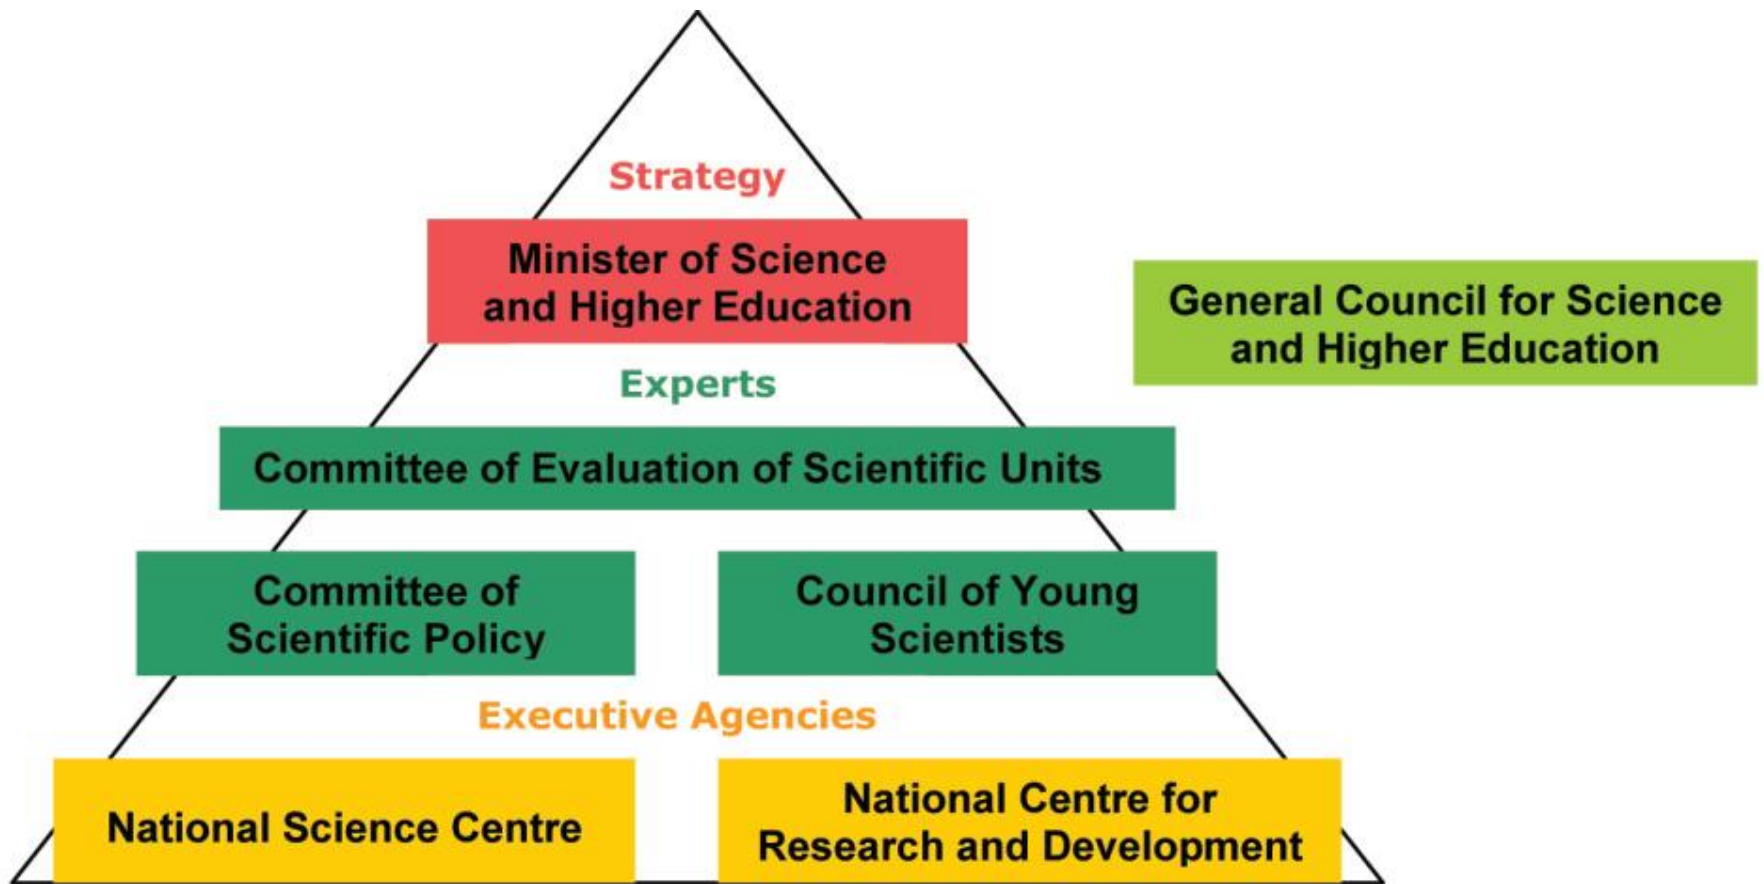 Strategy
Minister of Science
and Higher Education
General Council for Science
and Higher Education
Experts
Committee of Evaluation of Scientific Units
Committee of
Scientific Policy
Council of Young
Scientists
Executive Agencies
National Science Centre
National Centre for
Research and Development